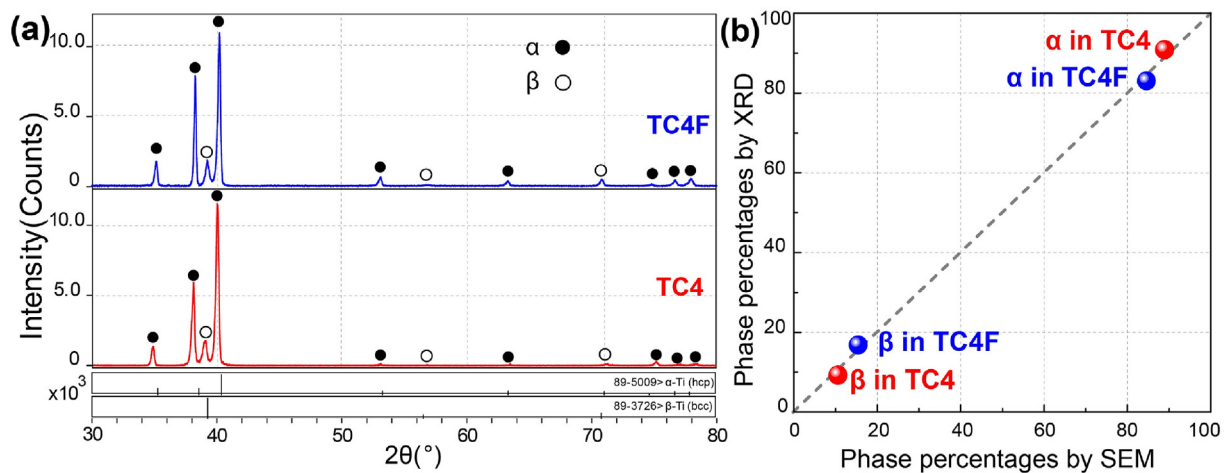 (a)
Intensity(Counts)
10.0
5.0
0
α
β
TC4F
10.0
5.0
0
TC4
×10³
89-5009> α-Ti (hcp)
89-3726> β-Ti (bcc)
30 40 50 60 70 80
2θ(°)
(b)
Phase percentages by XRD
100
80
60
40
20
0
α in TC4
α in TC4F
β in TC4F
β in TC4
0 20 40 60 80 100
Phase percentages by SEM